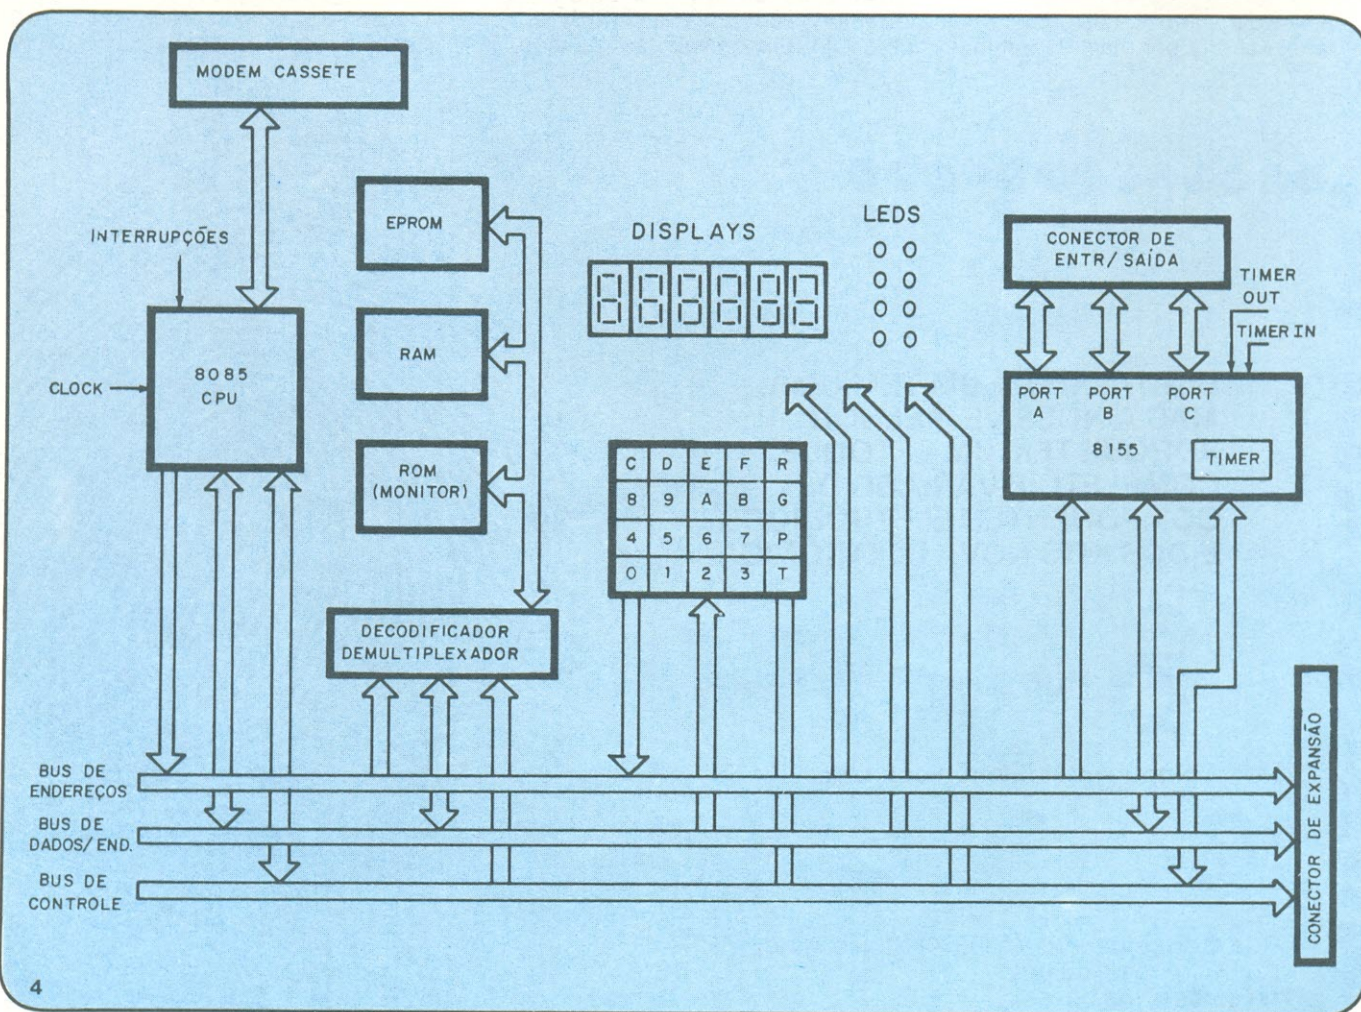 MODEM CASSETE
INTERRUPÇÕES
CLOCK
8085
CPU
EPROM
RAM
ROM
(MONITOR)
DECODIFICADOR
DEMULTIPLEXADOR
DISPLAYS
LEDS
C D E F R
8 9 A B G
4 5 6 7 P
0 1 2 3 T
CONECTOR DE
ENTR/SAÍDA
TIMER
OUT
TIMER IN
PORT
A
PORT
B
PORT
C
8155
TIMER
BUS DE
ENDEREÇOS
BUS DE
DADOS/END.
BUS DE
CONTROLE
CONECTOR DE EXPANSÃO
4